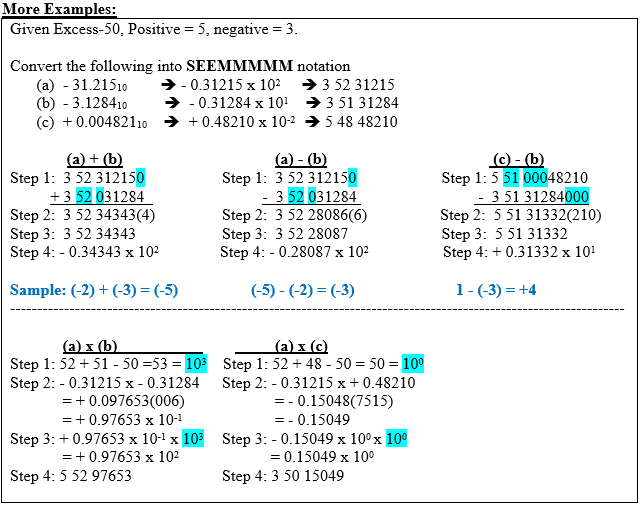 More Examples:
Given Excess-50, Positive = 5, negative = 3.
Convert the following into SEEMMMMM notation
(a) - 31.215₁₀ ➔ - 0.31215 x 10² ➔ 3 52 31215
(b) - 3.1284₁₀ ➔ - 0.31284 x 10¹ ➔ 3 51 31284
(c) + 0.004821₁₀ ➔ + 0.48210 x 10⁻² ➔ 5 48 48210
(a) + (b)
Step 1: 3 52 312150
+ 3 52 031284
Step 2: 3 52 34343(4)
Step 3: 3 52 34343
Step 4: - 0.34343 x 10²
Sample: (-2) + (-3) = (-5)
(a) - (b)
Step 1: 3 52 312150
- 3 52 031284
Step 2: 3 52 28086(6)
Step 3: 3 52 28087
Step 4: - 0.28087 x 10²
(-5) - (-2) = (-3)
(c) - (b)
Step 1: 5 51 00048210
- 3 51 31284000
Step 2: 5 51 31332(210)
Step 3: 5 51 31332
Step 4: + 0.31332 x 10¹
1 - (-3) = +4
(a) x (b)
Step 1: 52 + 51 - 50 =53 = 10³
Step 2: - 0.31215 x - 0.31284
= + 0.097653(006)
= + 0.97653 x 10⁻¹
Step 3: + 0.97653 x 10⁻¹ x 10³
= + 0.97653 x 10²
Step 4: 5 52 97653
(a) x (c)
Step 1: 52 + 48 - 50 = 50 = 10⁰
Step 2: - 0.31215 x + 0.48210
= - 0.15048(7515)
= - 0.15049
Step 3: - 0.15049 x 10⁰ x 10⁰
= 0.15049 x 10⁰
Step 4: 3 50 15049